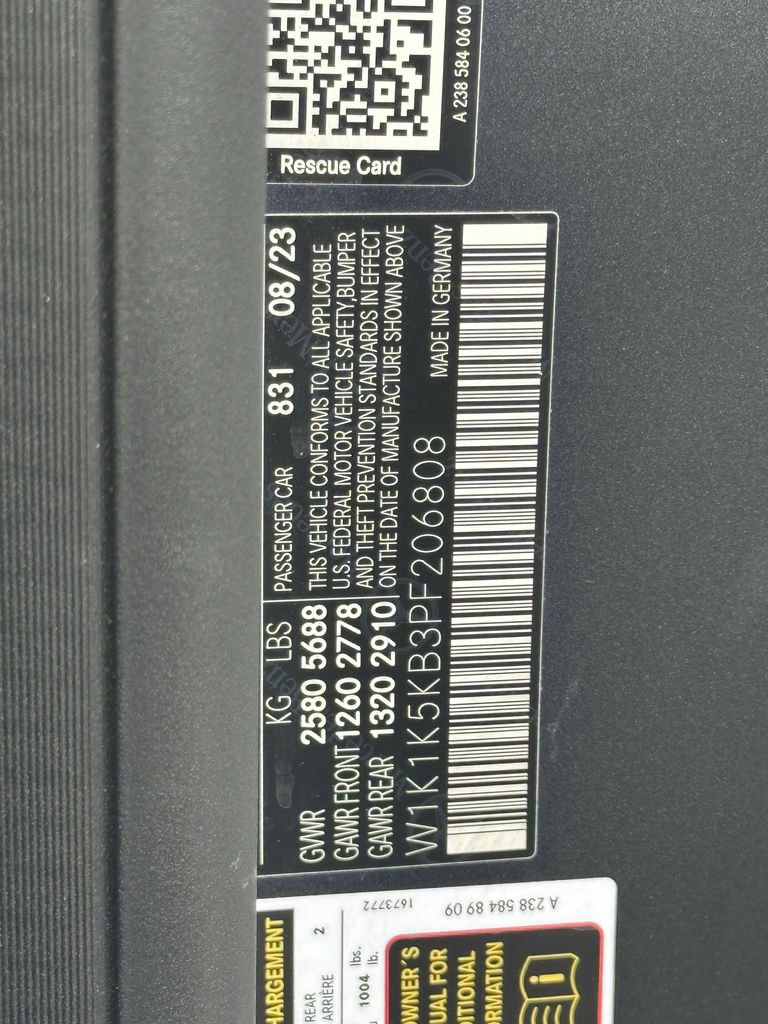 A 238 584 06 00
Rescue Card
KG LBS
GVWR 2580 5688
GAWR FRONT 1260 2778
GAWR REAR 1320 2910
PASSENGER CAR 831 08/23
THIS VEHICLE CONFORMS TO ALL APPLICABLE
U.S. FEDERAL MOTOR VEHICLE SAFETY,BUMPER
AND THEFT PREVENTION STANDARDS IN EFFECT
ON THE DATE OF MANUFACTURE SHOWN ABOVE
W1K1K5KB3PF206808 MADE IN GERMANY
HARGEMENT
REAR
ARRIÈRE
2
1004 lbs.
lb.
1673772
A 238 584 89 09
OWNER'S
UAL FOR
DITIONAL
ORMATION